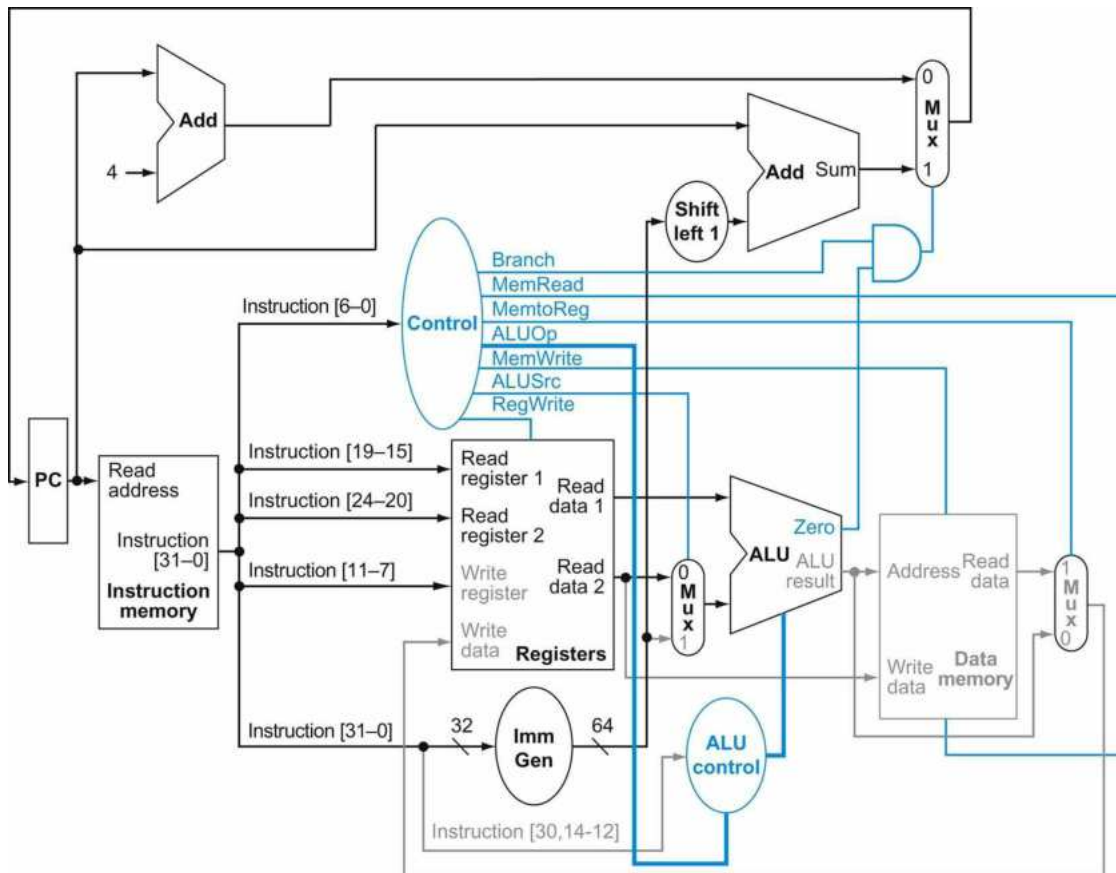 Add
4
0
Mux
1
Add Sum
Shift
left 1
Branch
MemRead
MemtoReg
ALUOp
MemWrite
ALUSrc
RegWrite
Control
Instruction [6–0]
PC
Read
address
Instruction
[31–0]
Instruction
memory
Instruction [19–15]
Instruction [24–20]
Instruction [11–7]
Instruction [31–0]
Read
register 1
Read
register 2
Write
register
Write
data
Read
data 1
Read
data 2
Registers
0
Mux
1
Zero
ALU
ALU
result
Address
Read
data
Write
data
Data
memory
1
Mux
0
32
Imm
Gen
64
ALU
control
Instruction [30,14-12]